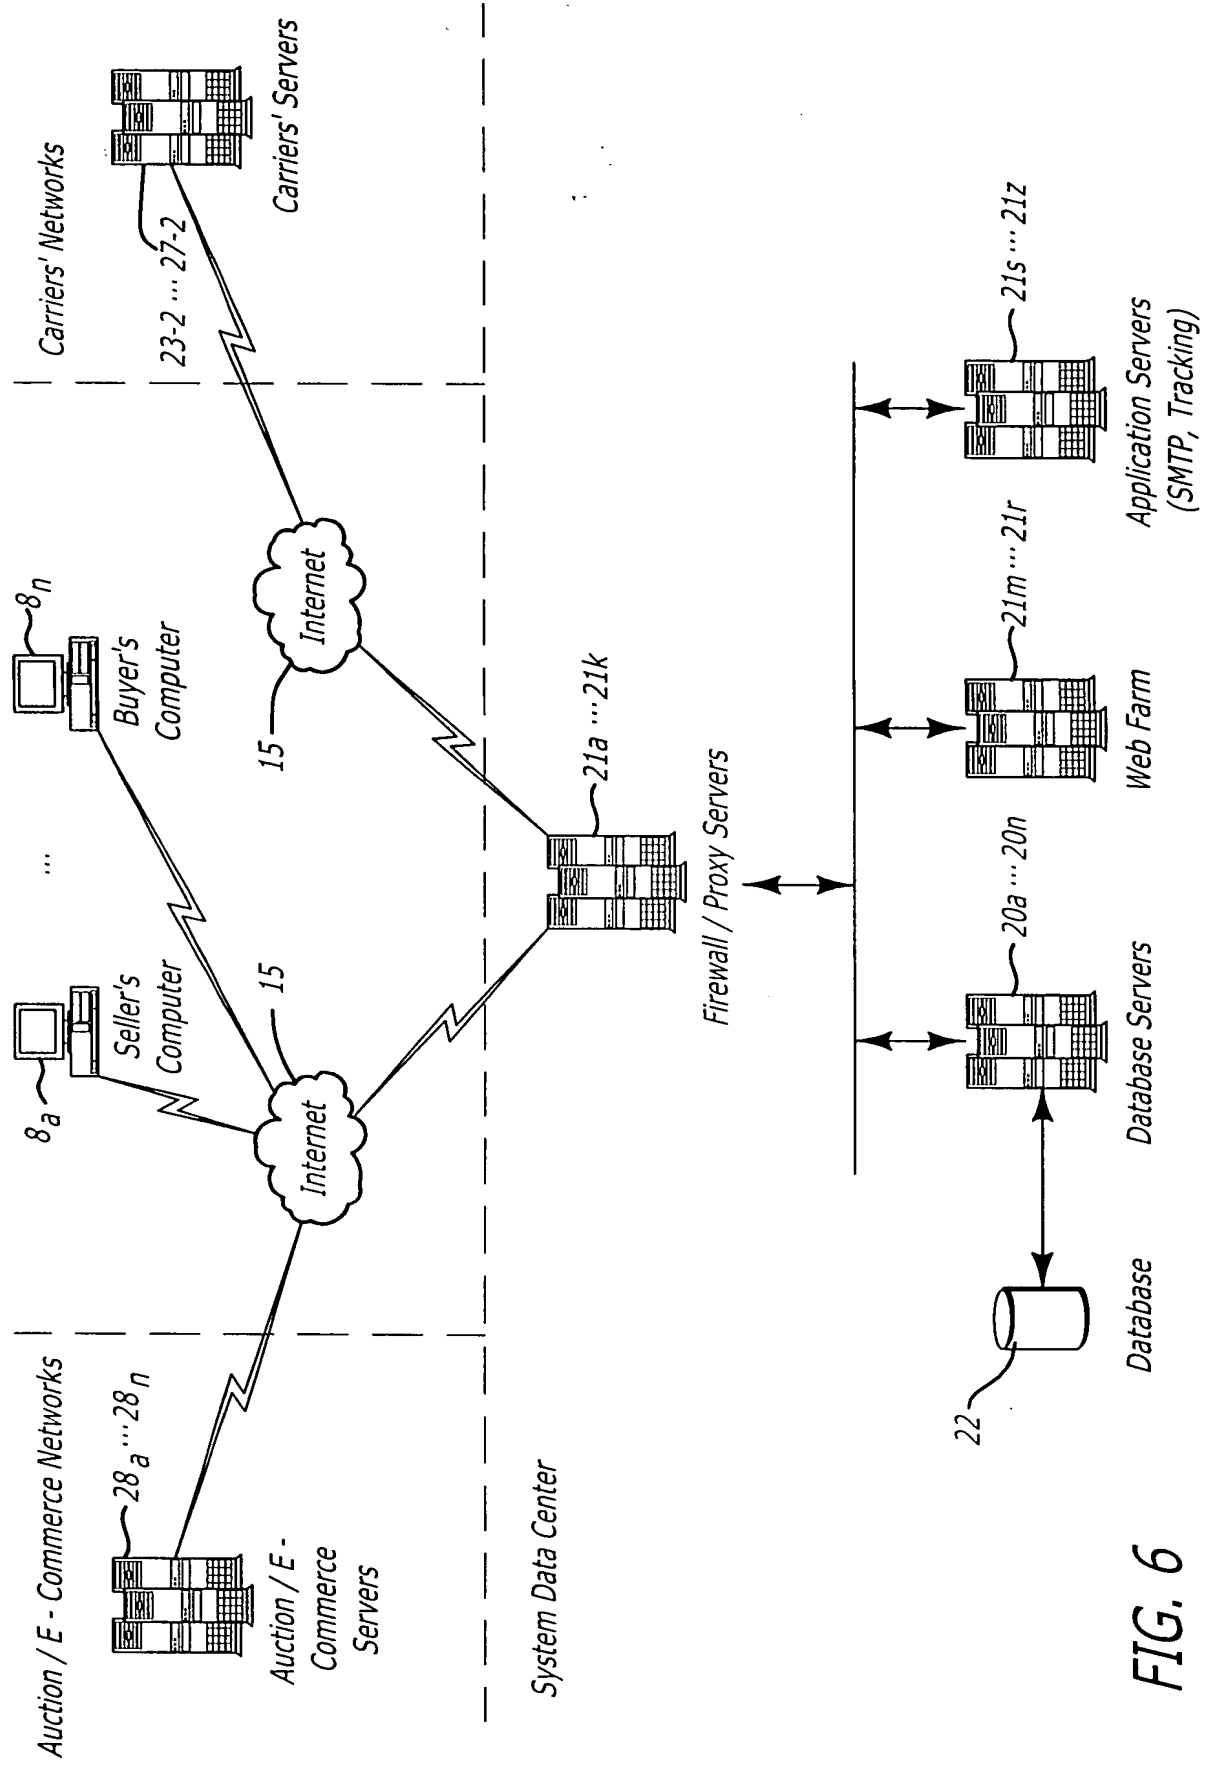 Auction / E - Commerce Networks
Carriers' Networks
8a
...
8n
Seller's
Computer
Buyer's
Computer
28a ... 28n
23-2 ... 27-2
Auction / E -
Commerce
Servers
Carriers' Servers
15
15
Internet
Internet
System Data Center
21a ... 21k
Firewall / Proxy Servers
22
20a ... 20n
21m ... 21r
21s ... 21z
Database
Database Servers
Web Farm
Application Servers
(SMTP, Tracking)
FIG. 6